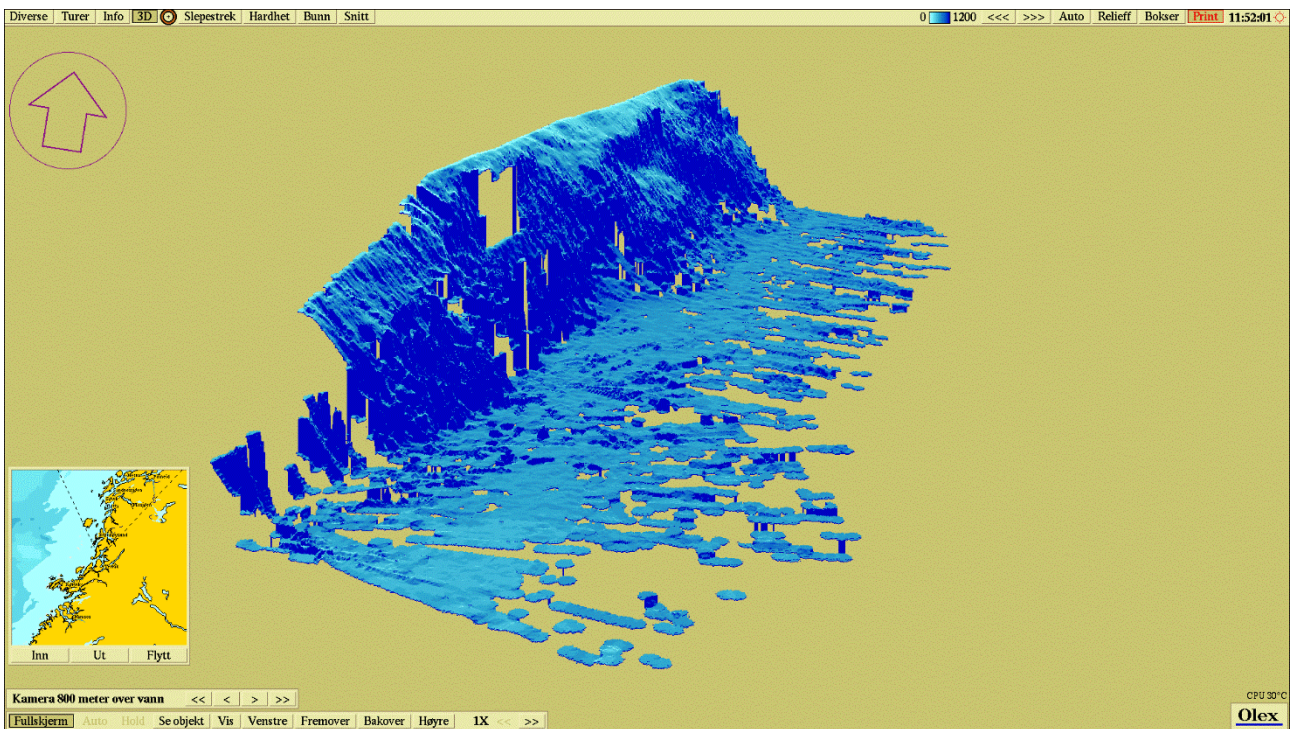 Diverse Turer Info 3D Slepestrek Hardhet Bunn Snitt 0 1200 <<< >>> Auto Relieff Bokser Print 11:52:01
Inn Ut Flytt
Kamera 800 meter over vann << < > >>
CPU 30°C
Fullskjerm Auto Hold Se objekt Vis Venstre Fremover Bakover Høyre 1X << >> Olex